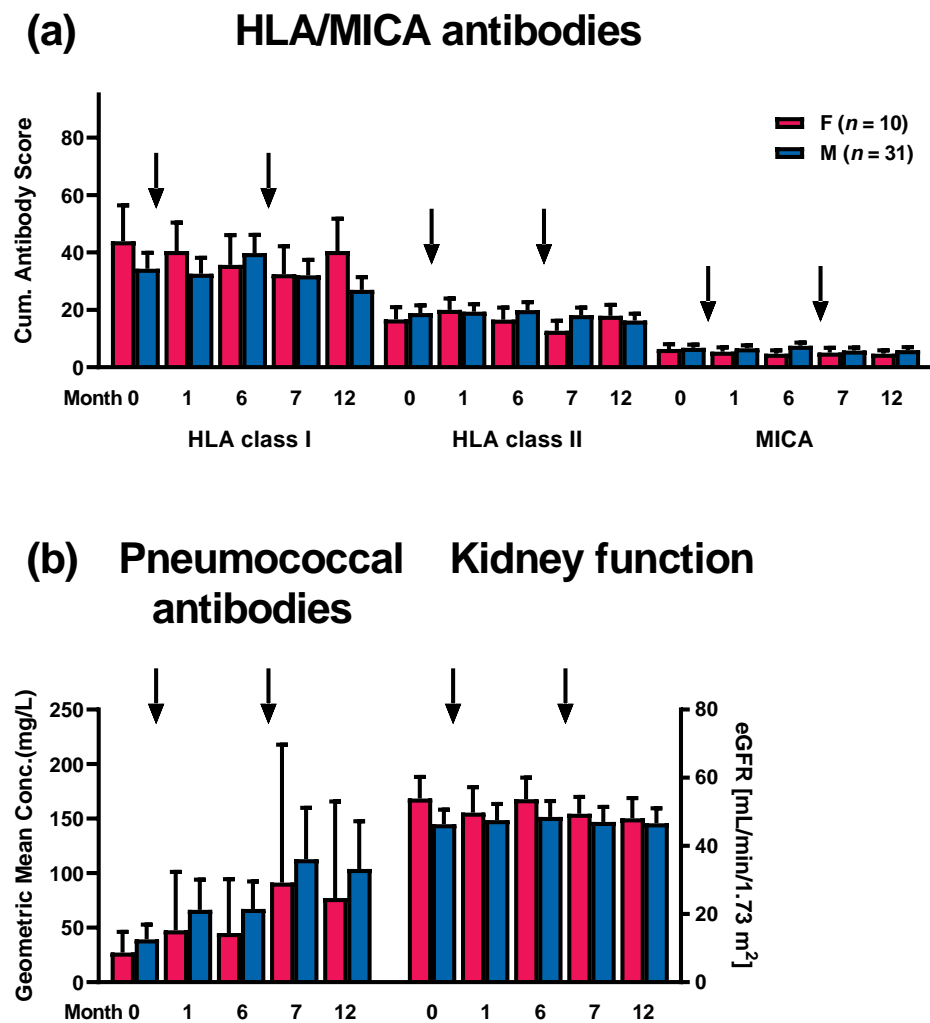 (a) HLA/MICA antibodies
Cum. Antibody Score
80
60
40
20
0
F (n = 10)
M (n = 31)
Month 0 1 6 7 12 0 1 6 7 12 0 1 6 7 12
HLA class I HLA class II MICA
(b) Pneumococcal antibodies
Kidney function
Geometric Mean Conc.(mg/L)
250
200
150
100
50
0
80
60
40
20
0
eGFR [mL/min/1.73 m²]
Month 0 1 6 7 12 0 1 6 7 12